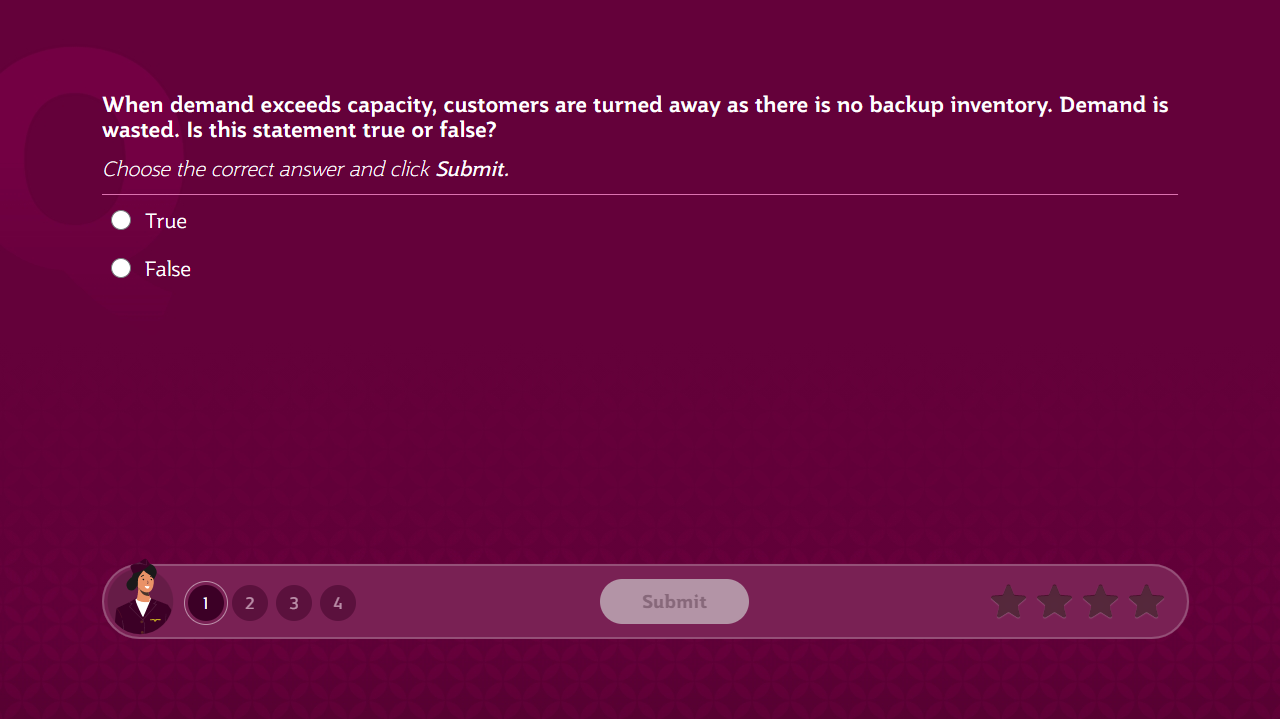 When demand exceeds capacity, customers are turned away as there is no backup inventory. Demand is
wasted. Is this statement true or false?
Choose the correct answer and click Submit.
True
False
1 2 3 4 Submit